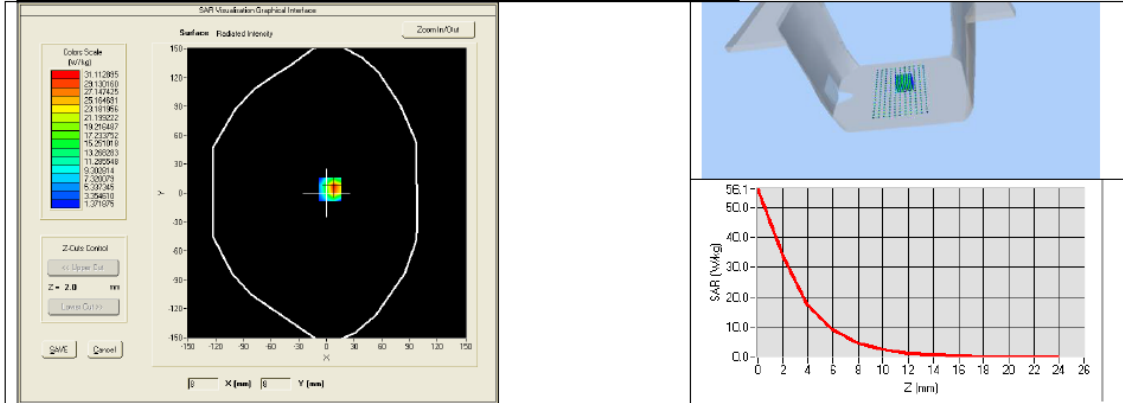 SAR Visualisation Graphical Interface
Surface Radiated Intensity
Zoom In/Out
Colors Scale
(W/kg)
31.112895
29.130160
27.147425
25.164691
23.181956
21.199222
19.216487
17.233752
15.251018
13.268283
11.285548
9.302814
7.320079
5.337345
3.354610
1.371875
Z-Cuts Control
<< Upper Cut
Z = 2.0 mm
Lower Cut >>
SAVE Cancel
Y
150
120
90
60
30
0
-30
-60
-90
-120
-150
-150 -120 -90 -60 -30 0 30 60 90 120 150
X
8 X (mm) 8 Y (mm)
SAR (W/kg)
56.1
50.0
40.0
30.0
20.0
10.0
0.0
0 2 4 6 8 10 12 14 16 18 20 22 24 26
Z (mm)